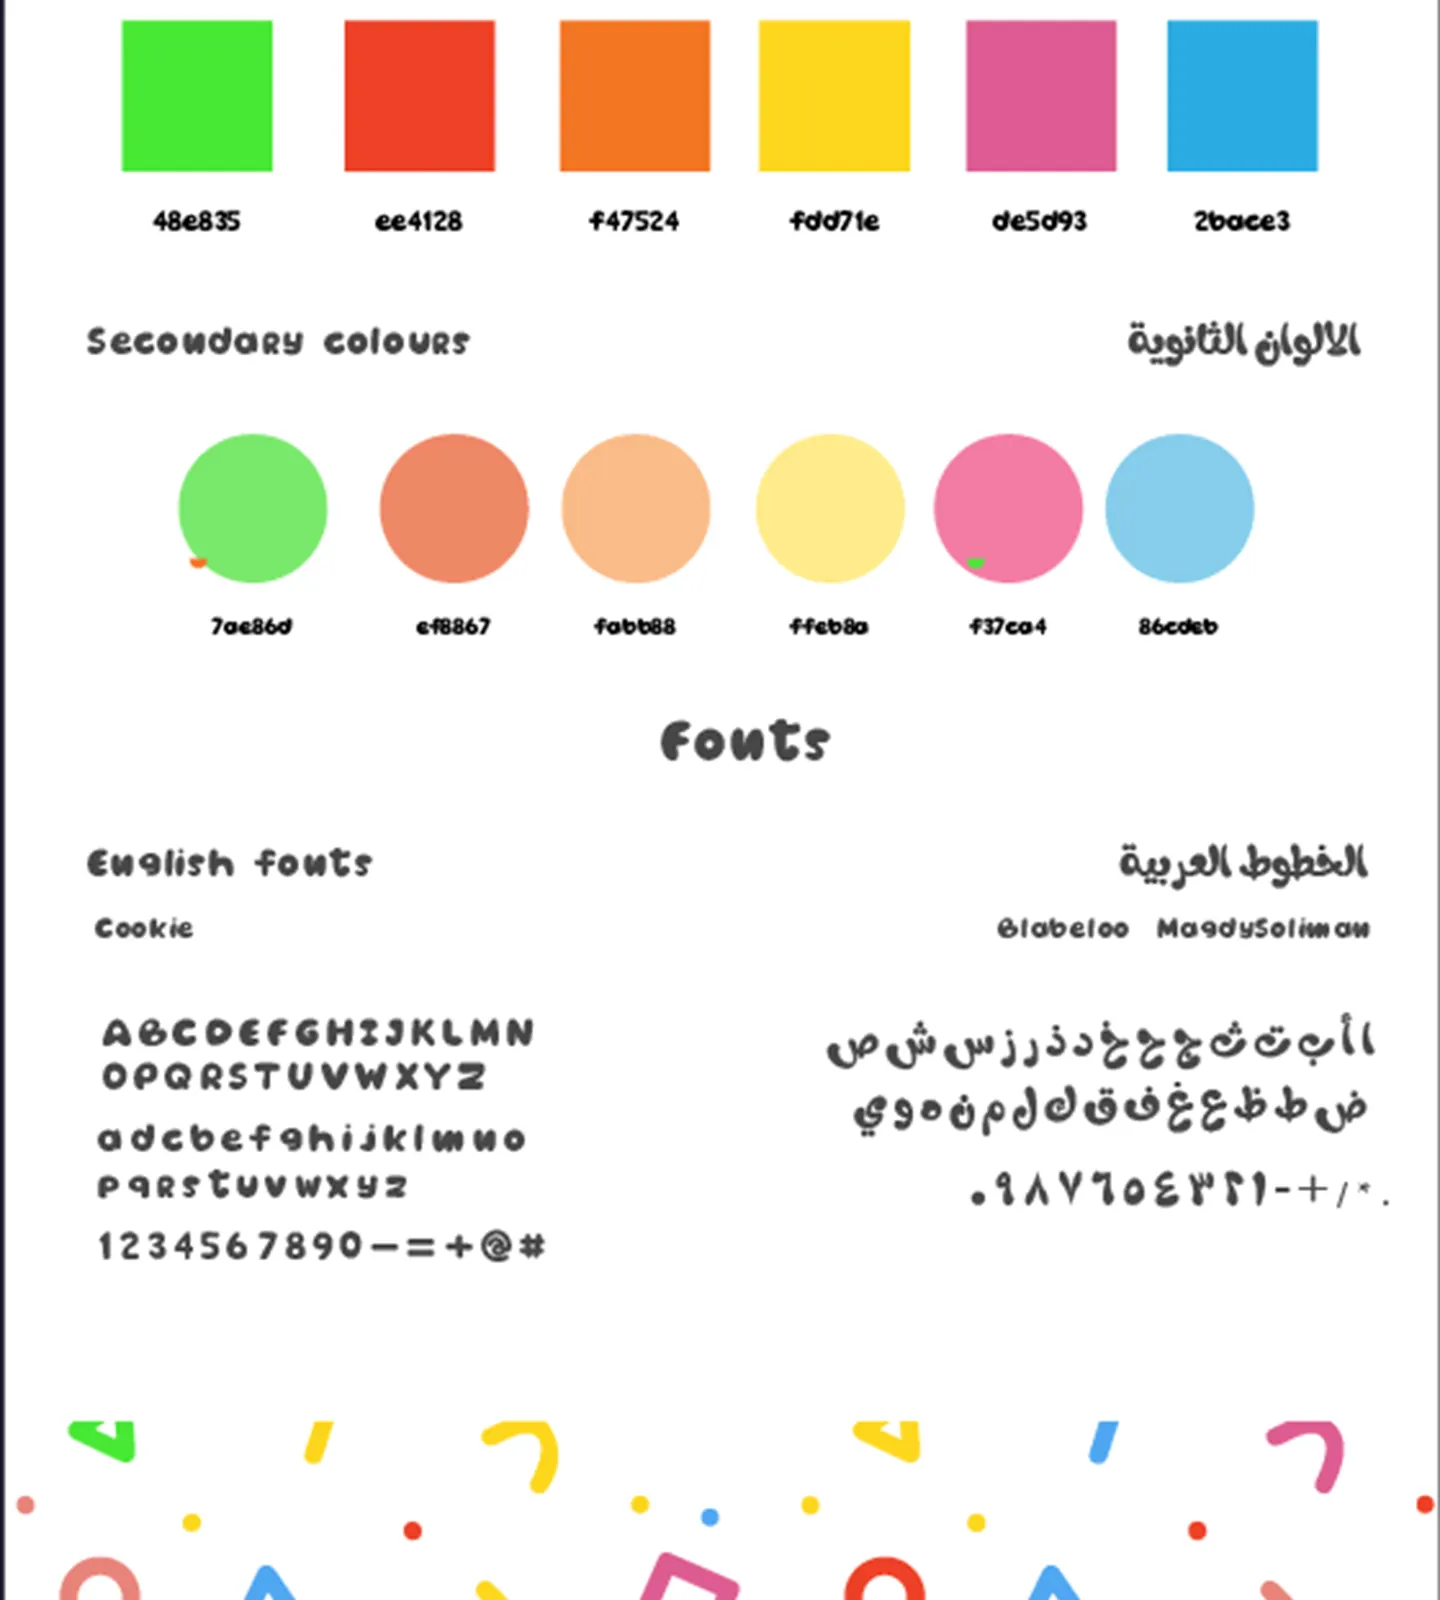 48e835 ee4128 f47524 fdd71e de5d93 2bace3
Secondary colours الألوان الثانوية
7ae86d ef8867 fabb88 ffeb8a f37ca4 86cdeb
Fonts
English fonts الخطوط العربية
Cookie Blabeloo MagdySoliman
ABCDEFGHIJKLMN
OPQRSTUVWXYZ
adcbefghijklmno
pqrstuvwxyz
1234567890-=+@#
ا أ ب ت ث ج ح خ د ذ ر ز س ش ص
ض ط ظ ع غ ف ق ك ل م ن ه و ي
٠٩٨٧٦٥٤٣٢١-+/*.